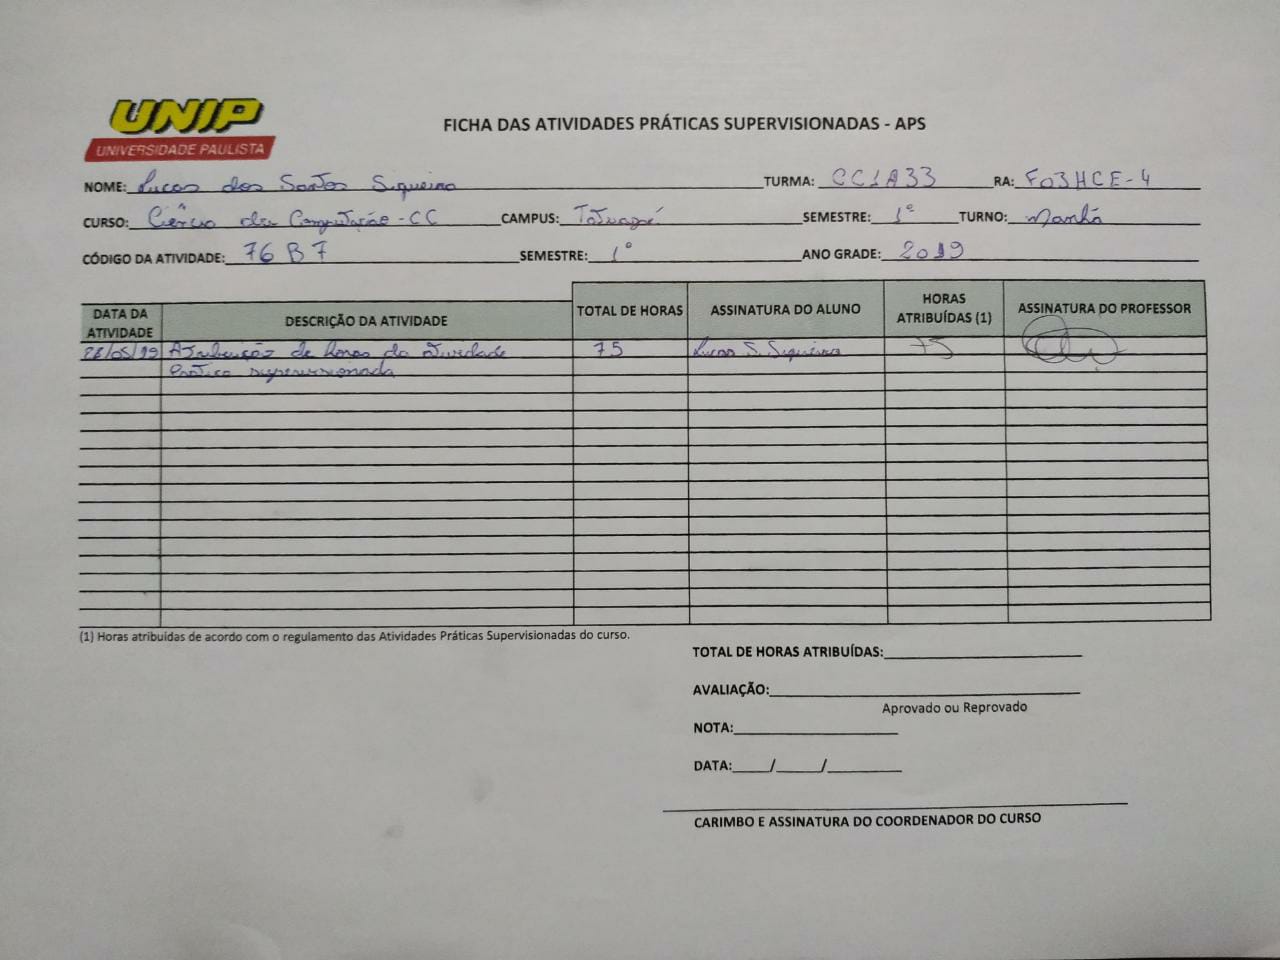 UNIP
UNIVERSIDADE PAULISTA
FICHA DAS ATIVIDADES PRÁTICAS SUPERVISIONADAS - APS
NOME: Lucas dos Santos Siqueira TURMA: CC1A33 RA: F03HCE-4
CURSO: Ciência da Computação - CC CAMPUS: Tatuapé SEMESTRE: 1º TURNO: Manhã
CÓDIGO DA ATIVIDADE: 76B7 SEMESTRE: 1º ANO GRADE: 2019
DATA DA ATIVIDADE DESCRIÇÃO DA ATIVIDADE TOTAL DE HORAS ASSINATURA DO ALUNO HORAS ATRIBUÍDAS (1) ASSINATURA DO PROFESSOR
/05/19 Atribuição de horas da atividade 75 Lucas S. Siqueira 75
Prática supervisionada
(1) Horas atribuídas de acordo com o regulamento das Atividades Práticas Supervisionadas do curso.
TOTAL DE HORAS ATRIBUÍDAS:
AVALIAÇÃO:
Aprovado ou Reprovado
NOTA:
DATA: / /
CARIMBO E ASSINATURA DO COORDENADOR DO CURSO